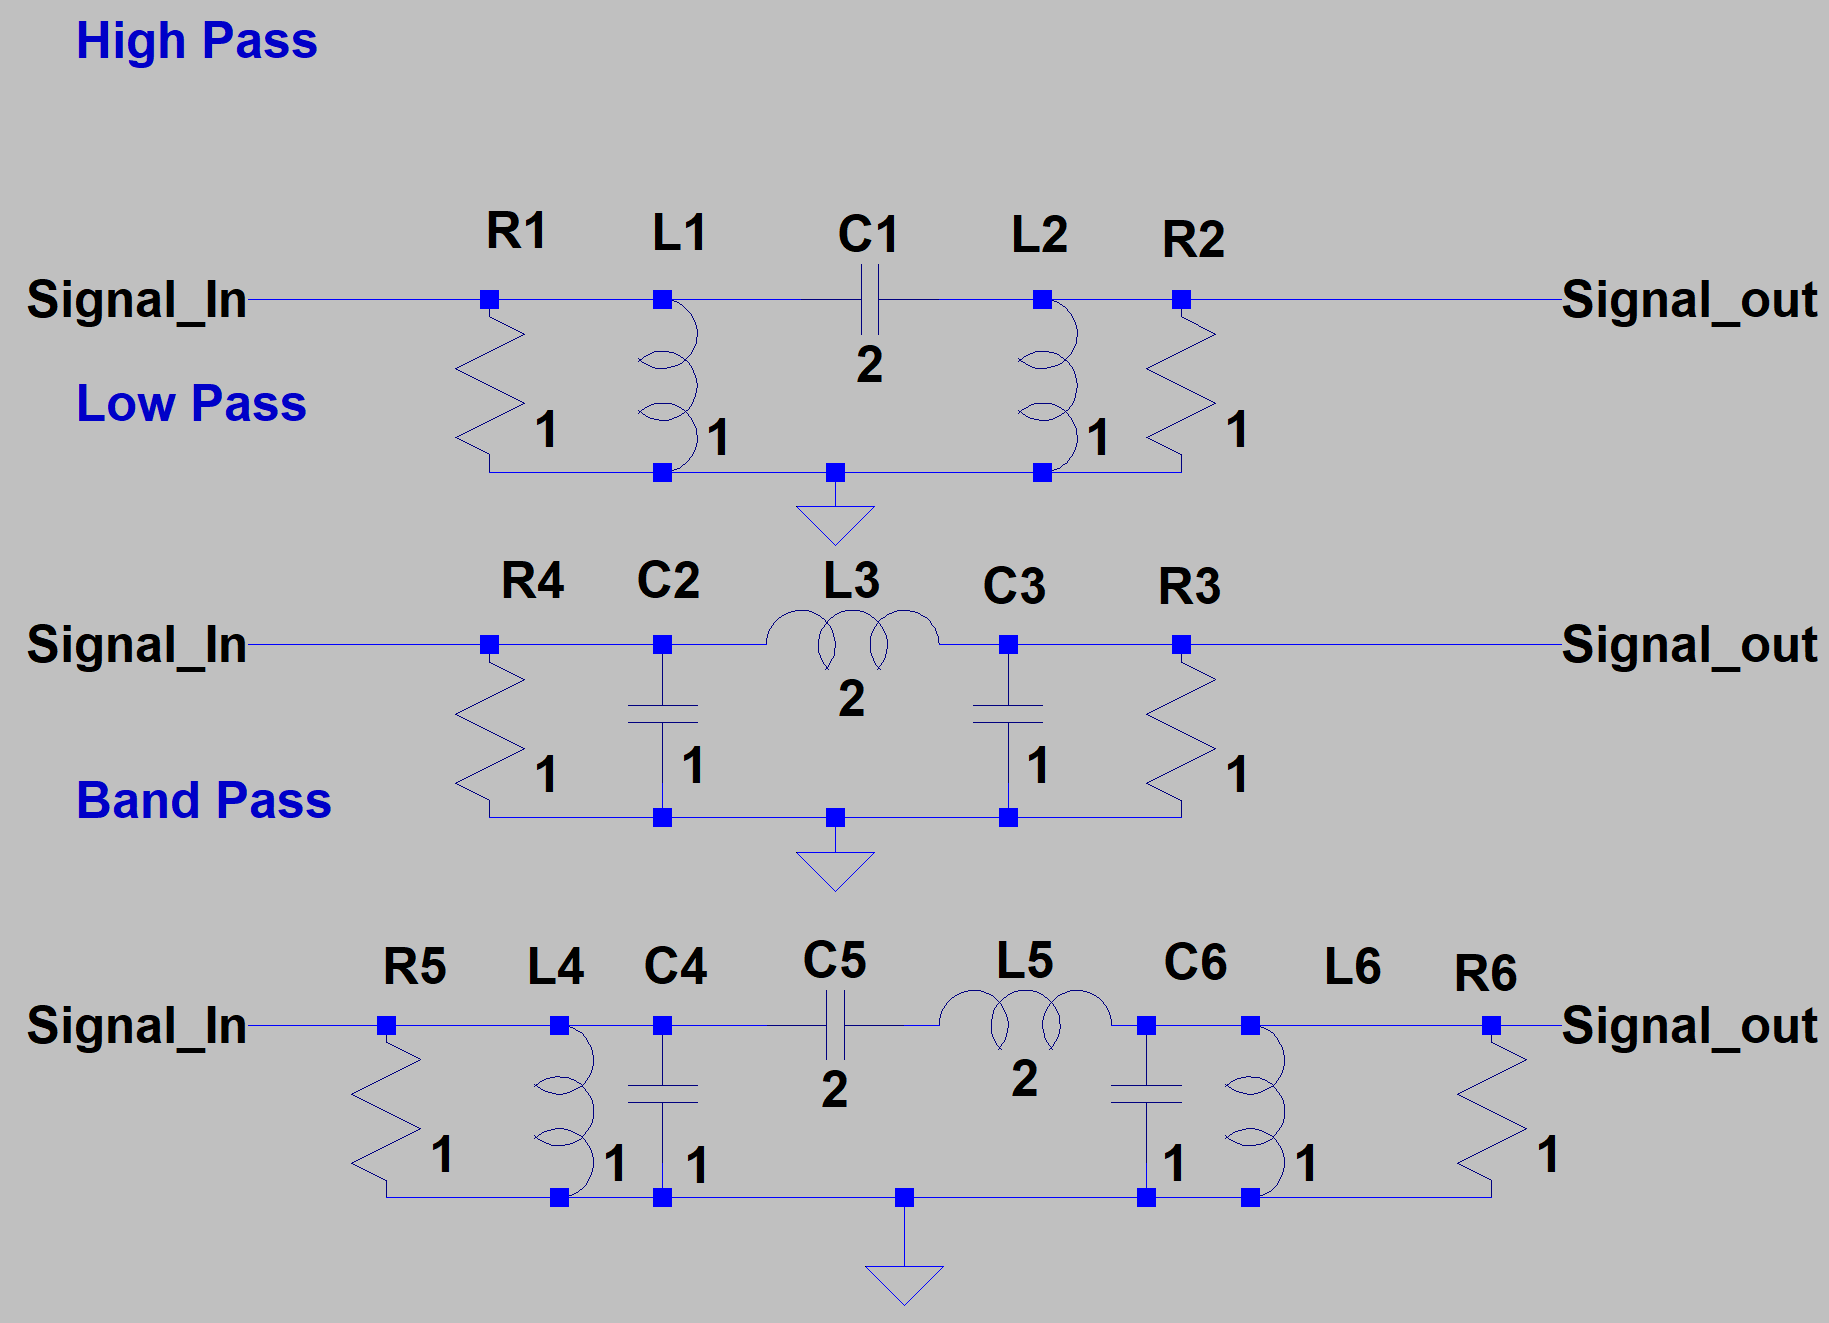 High Pass
R1 L1 C1 L2 R2
Signal_In Signal_out
2
Low Pass
1 1 1 1
R4 C2 L3 C3 R3
Signal_In Signal_out
2
1 1 1 1
Band Pass
R5 L4 C4 C5 L5 C6 L6 R6
Signal_In Signal_out
2 2
1 1 1 1 1 1